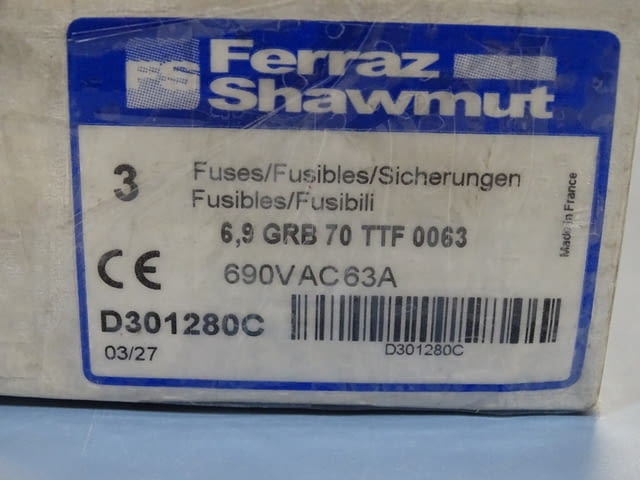 FS
Ferraz
Shawmut
3
Fuses/Fusibles/Sicherungen
Fusibles/Fusibili
6,9 GRB 70 TTF 0063
CE
690VAC63A
D301280C
03/27
D301280C
Made in France